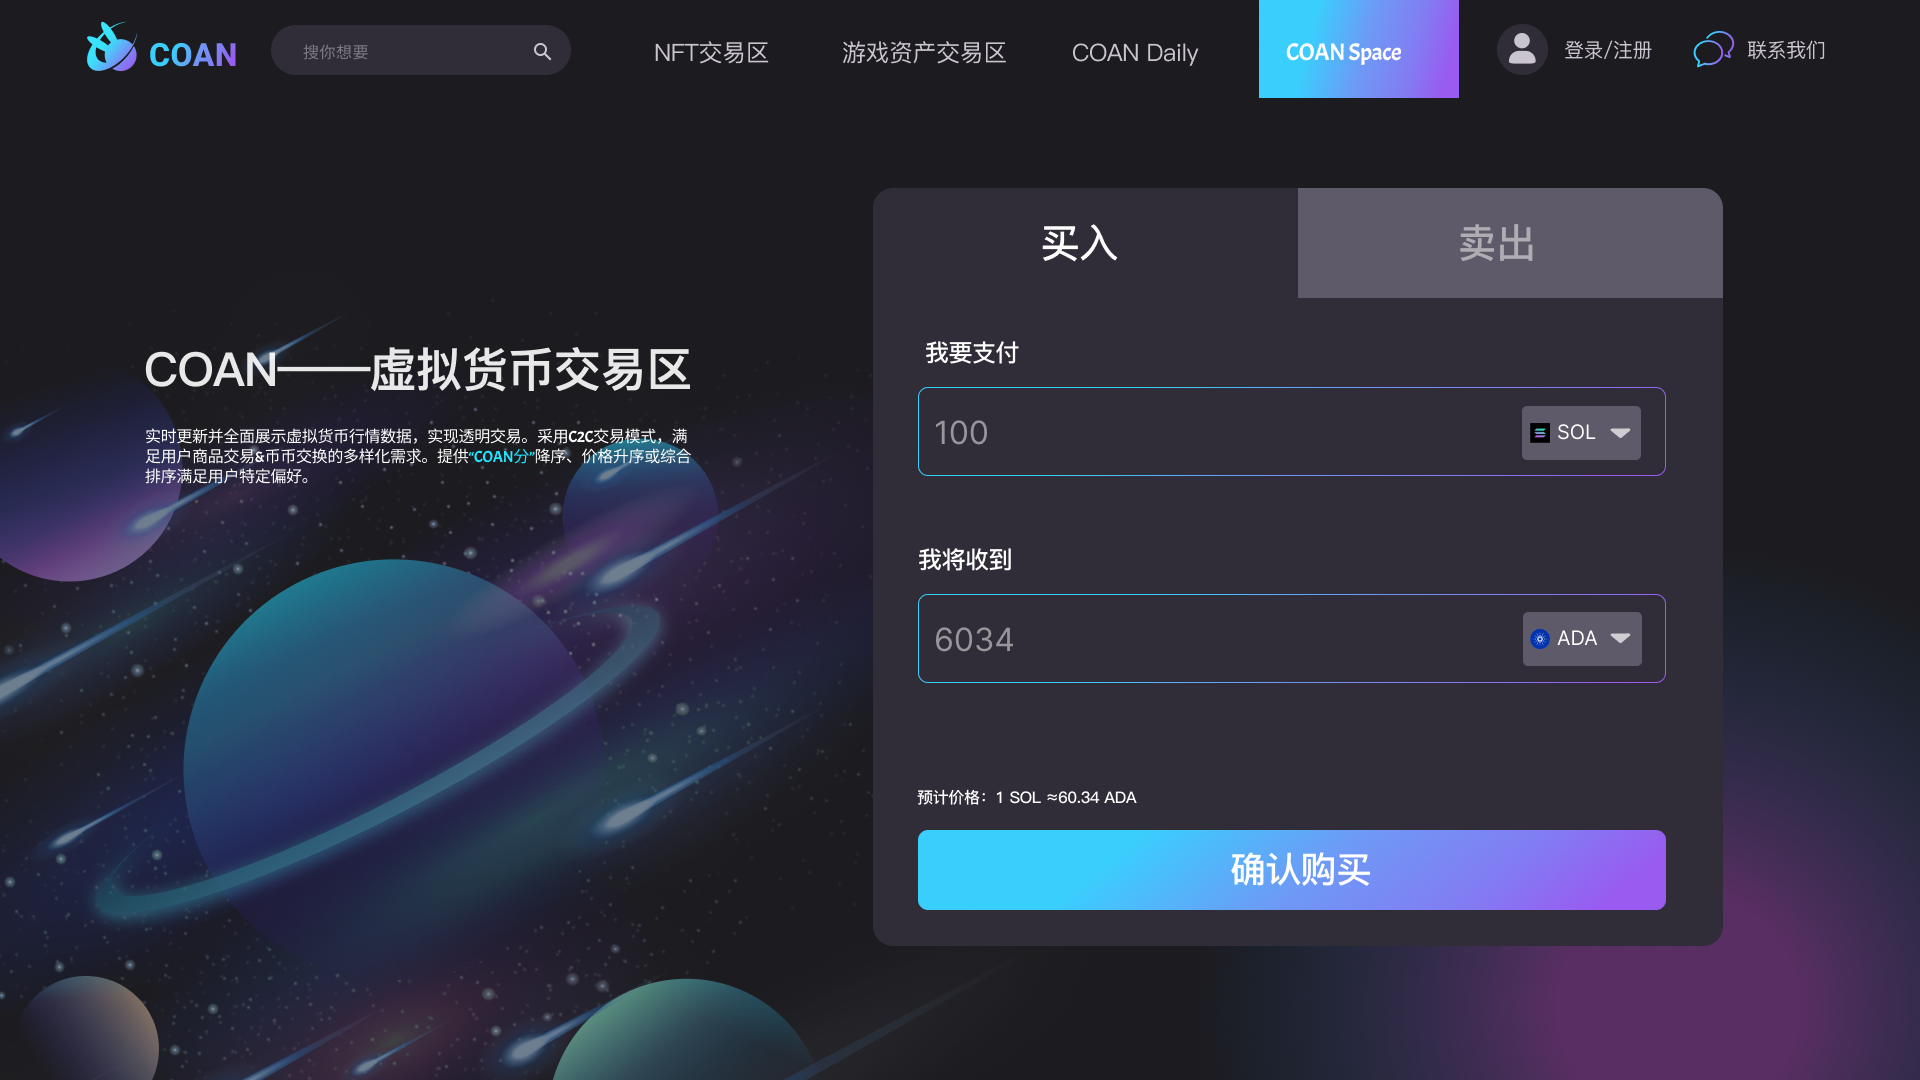 COAN
搜你想要
NFT交易区
游戏资产交易区
COAN Daily
COAN Space
登录/注册
联系我们
COAN——虚拟货币交易区
实时更新并全面展示虚拟货币行情数据，实现透明交易。采用C2C交易模式，满
足用户商品交易&币币交换的多样化需求。提供“COAN分”降序、价格升序或综合
排序满足用户特定偏好。
买入
卖出
我要支付
100
SOL
我将收到
6034
ADA
预计价格：1 SOL ≈60.34 ADA
确认购买